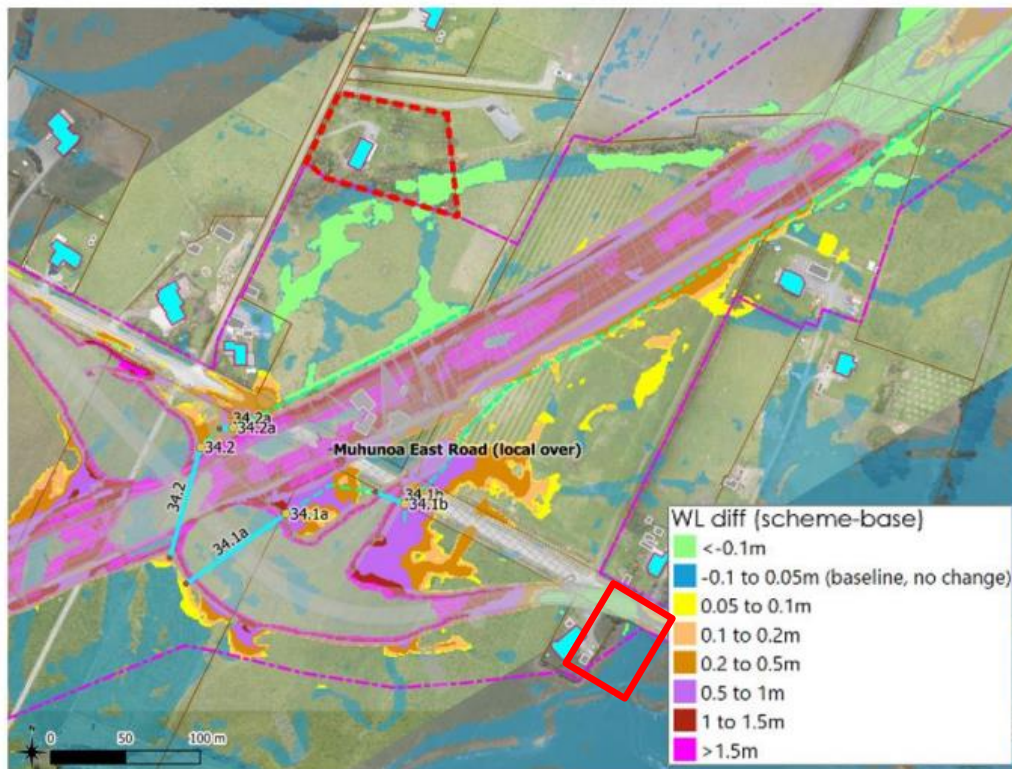 34.2a
34.2a
34.2
Muhunoa East Road (local over)
34.2
34.1b
34.1b
34.1a
34.1a
WL diff (scheme-base)
<-0.1m
-0.1 to 0.05m (baseline, no change)
0.05 to 0.1m
0.1 to 0.2m
0.2 to 0.5m
0.5 to 1m
1 to 1.5m
>1.5m
N
0 50 100 m